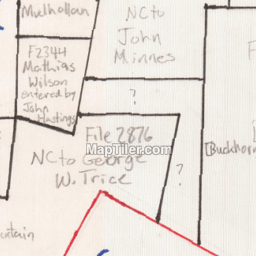 Mulhollan
NC to
John
Minnes
F2344
Mathias
Wilson
entered by
John
Hastings
?
File 2876
NC to George
W. Trice
MapTiler.com
?
[Buckhorn
F
untain